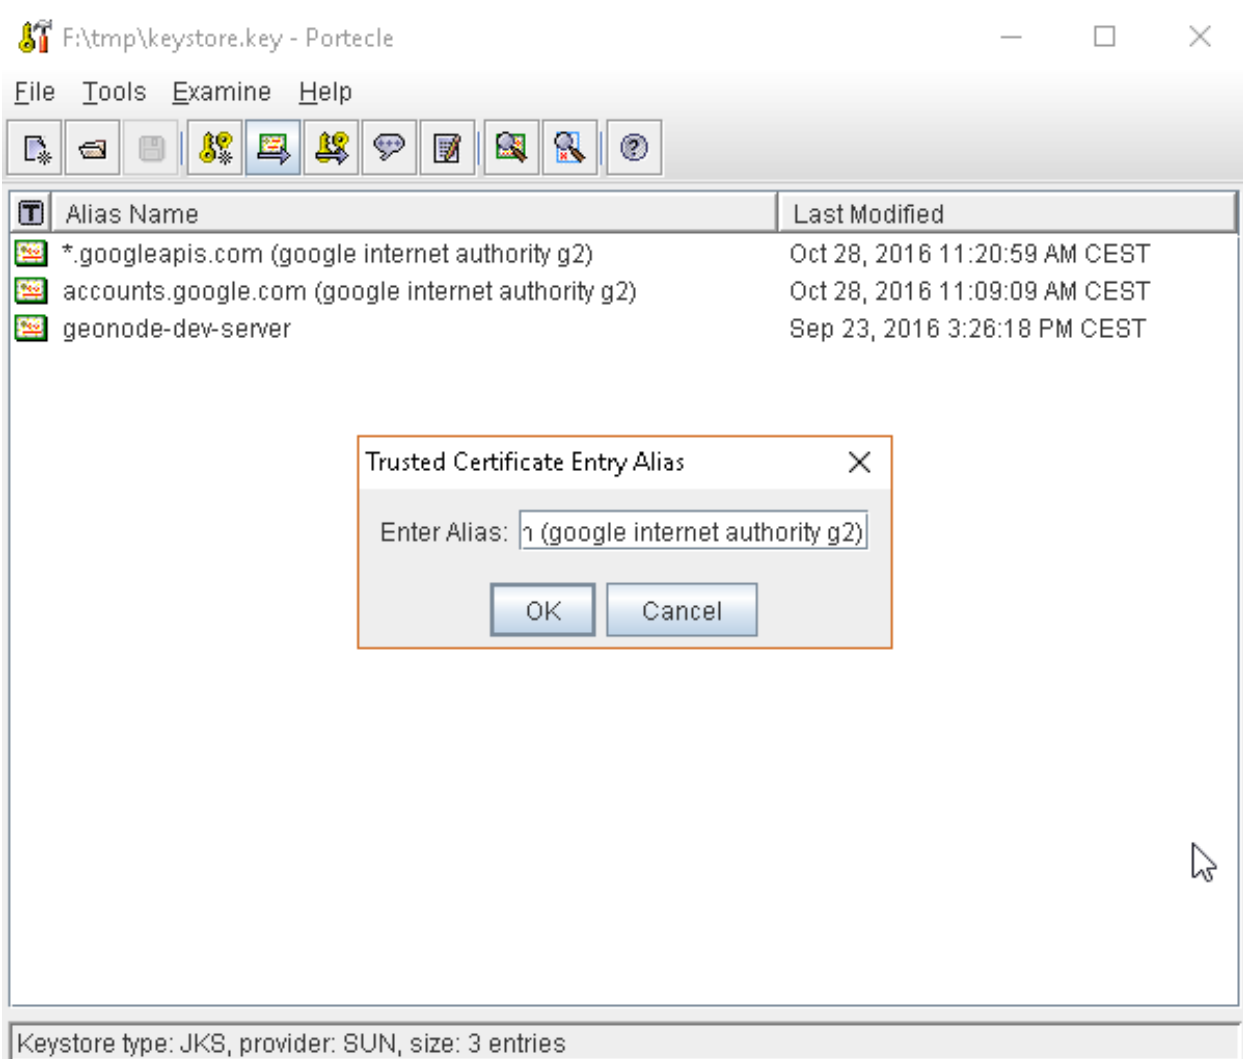 F:\tmp\keystore.key - Portecle
File Tools Examine Help
T Alias Name Last Modified
*.googleapis.com (google internet authority g2) Oct 28, 2016 11:20:59 AM CEST
accounts.google.com (google internet authority g2) Oct 28, 2016 11:09:09 AM CEST
geonode-dev-server Sep 23, 2016 3:26:18 PM CEST
Trusted Certificate Entry Alias
Enter Alias: (google internet authority g2)
OK Cancel
Keystore type: JKS, provider: SUN, size: 3 entries